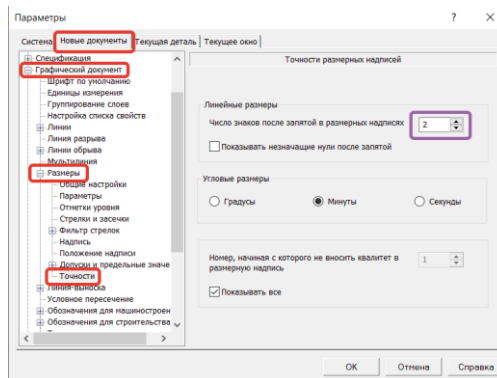 Параметры
Система Новые документы Текущая деталь Текущее окно
Спецификация
Графический документ
Шрифт по умолчанию
Единицы измерения
Группирование слоев
Настройка списка свойств
Линии
Линия разрыва
Линии обрыва
Мультилиния
Размеры
Общие настройки
Параметры
Отметки уровня
Стрелки и засечки
Фильтр стрелок
Надпись
Положение надписи
Допуски и предельные значе
Точности
Линия-выноска
Условное пересечение
Обозначения для машиностроен
Обозначения для строительства
Точности размерных надписей
Линейные размеры
Число знаков после запятой в размерных надписях 2
Показывать незначащие нули после запятой
Угловые размеры
Градусы Минуты Секунды
Номер, начиная с которого не вносить квалитет в 1
размерную надпись
Показывать все
OK Отмена Справка